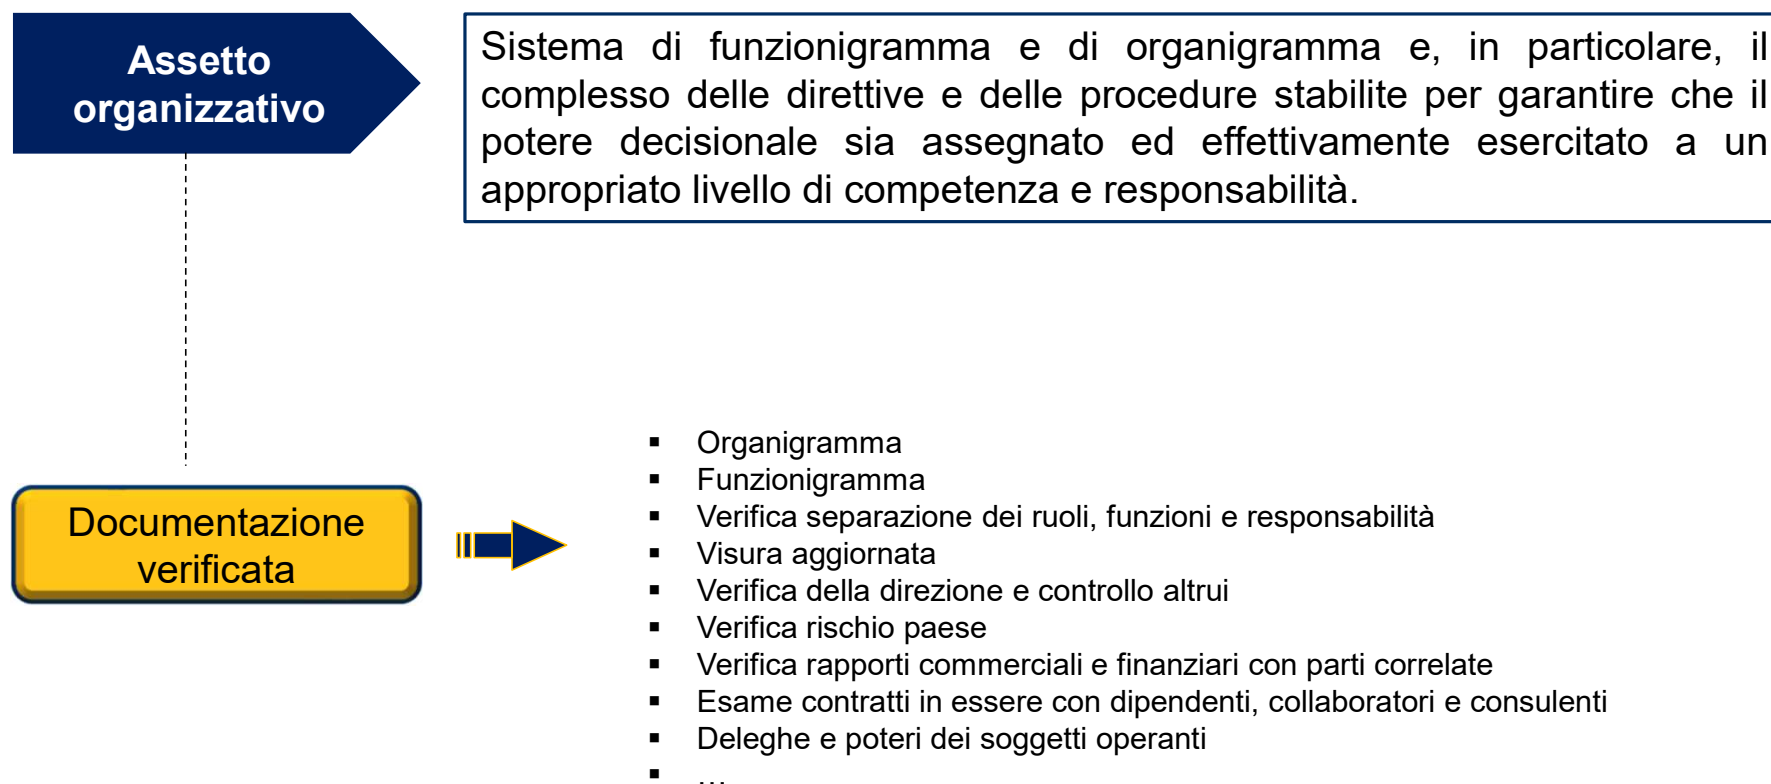 Assetto
organizzativo
Sistema di funzionigramma e di organigramma e, in particolare, il
complesso delle direttive e delle procedure stabilite per garantire che il
potere decisionale sia assegnato ed effettivamente esercitato a un
appropriato livello di competenza e responsabilità.
Documentazione
verificata
▪ Organigramma
▪ Funzionigramma
▪ Verifica separazione dei ruoli, funzioni e responsabilità
▪ Visura aggiornata
▪ Verifica della direzione e controllo altrui
▪ Verifica rischio paese
▪ Verifica rapporti commerciali e finanziari con parti correlate
▪ Esame contratti in essere con dipendenti, collaboratori e consulenti
▪ Deleghe e poteri dei soggetti operanti
▪ ...